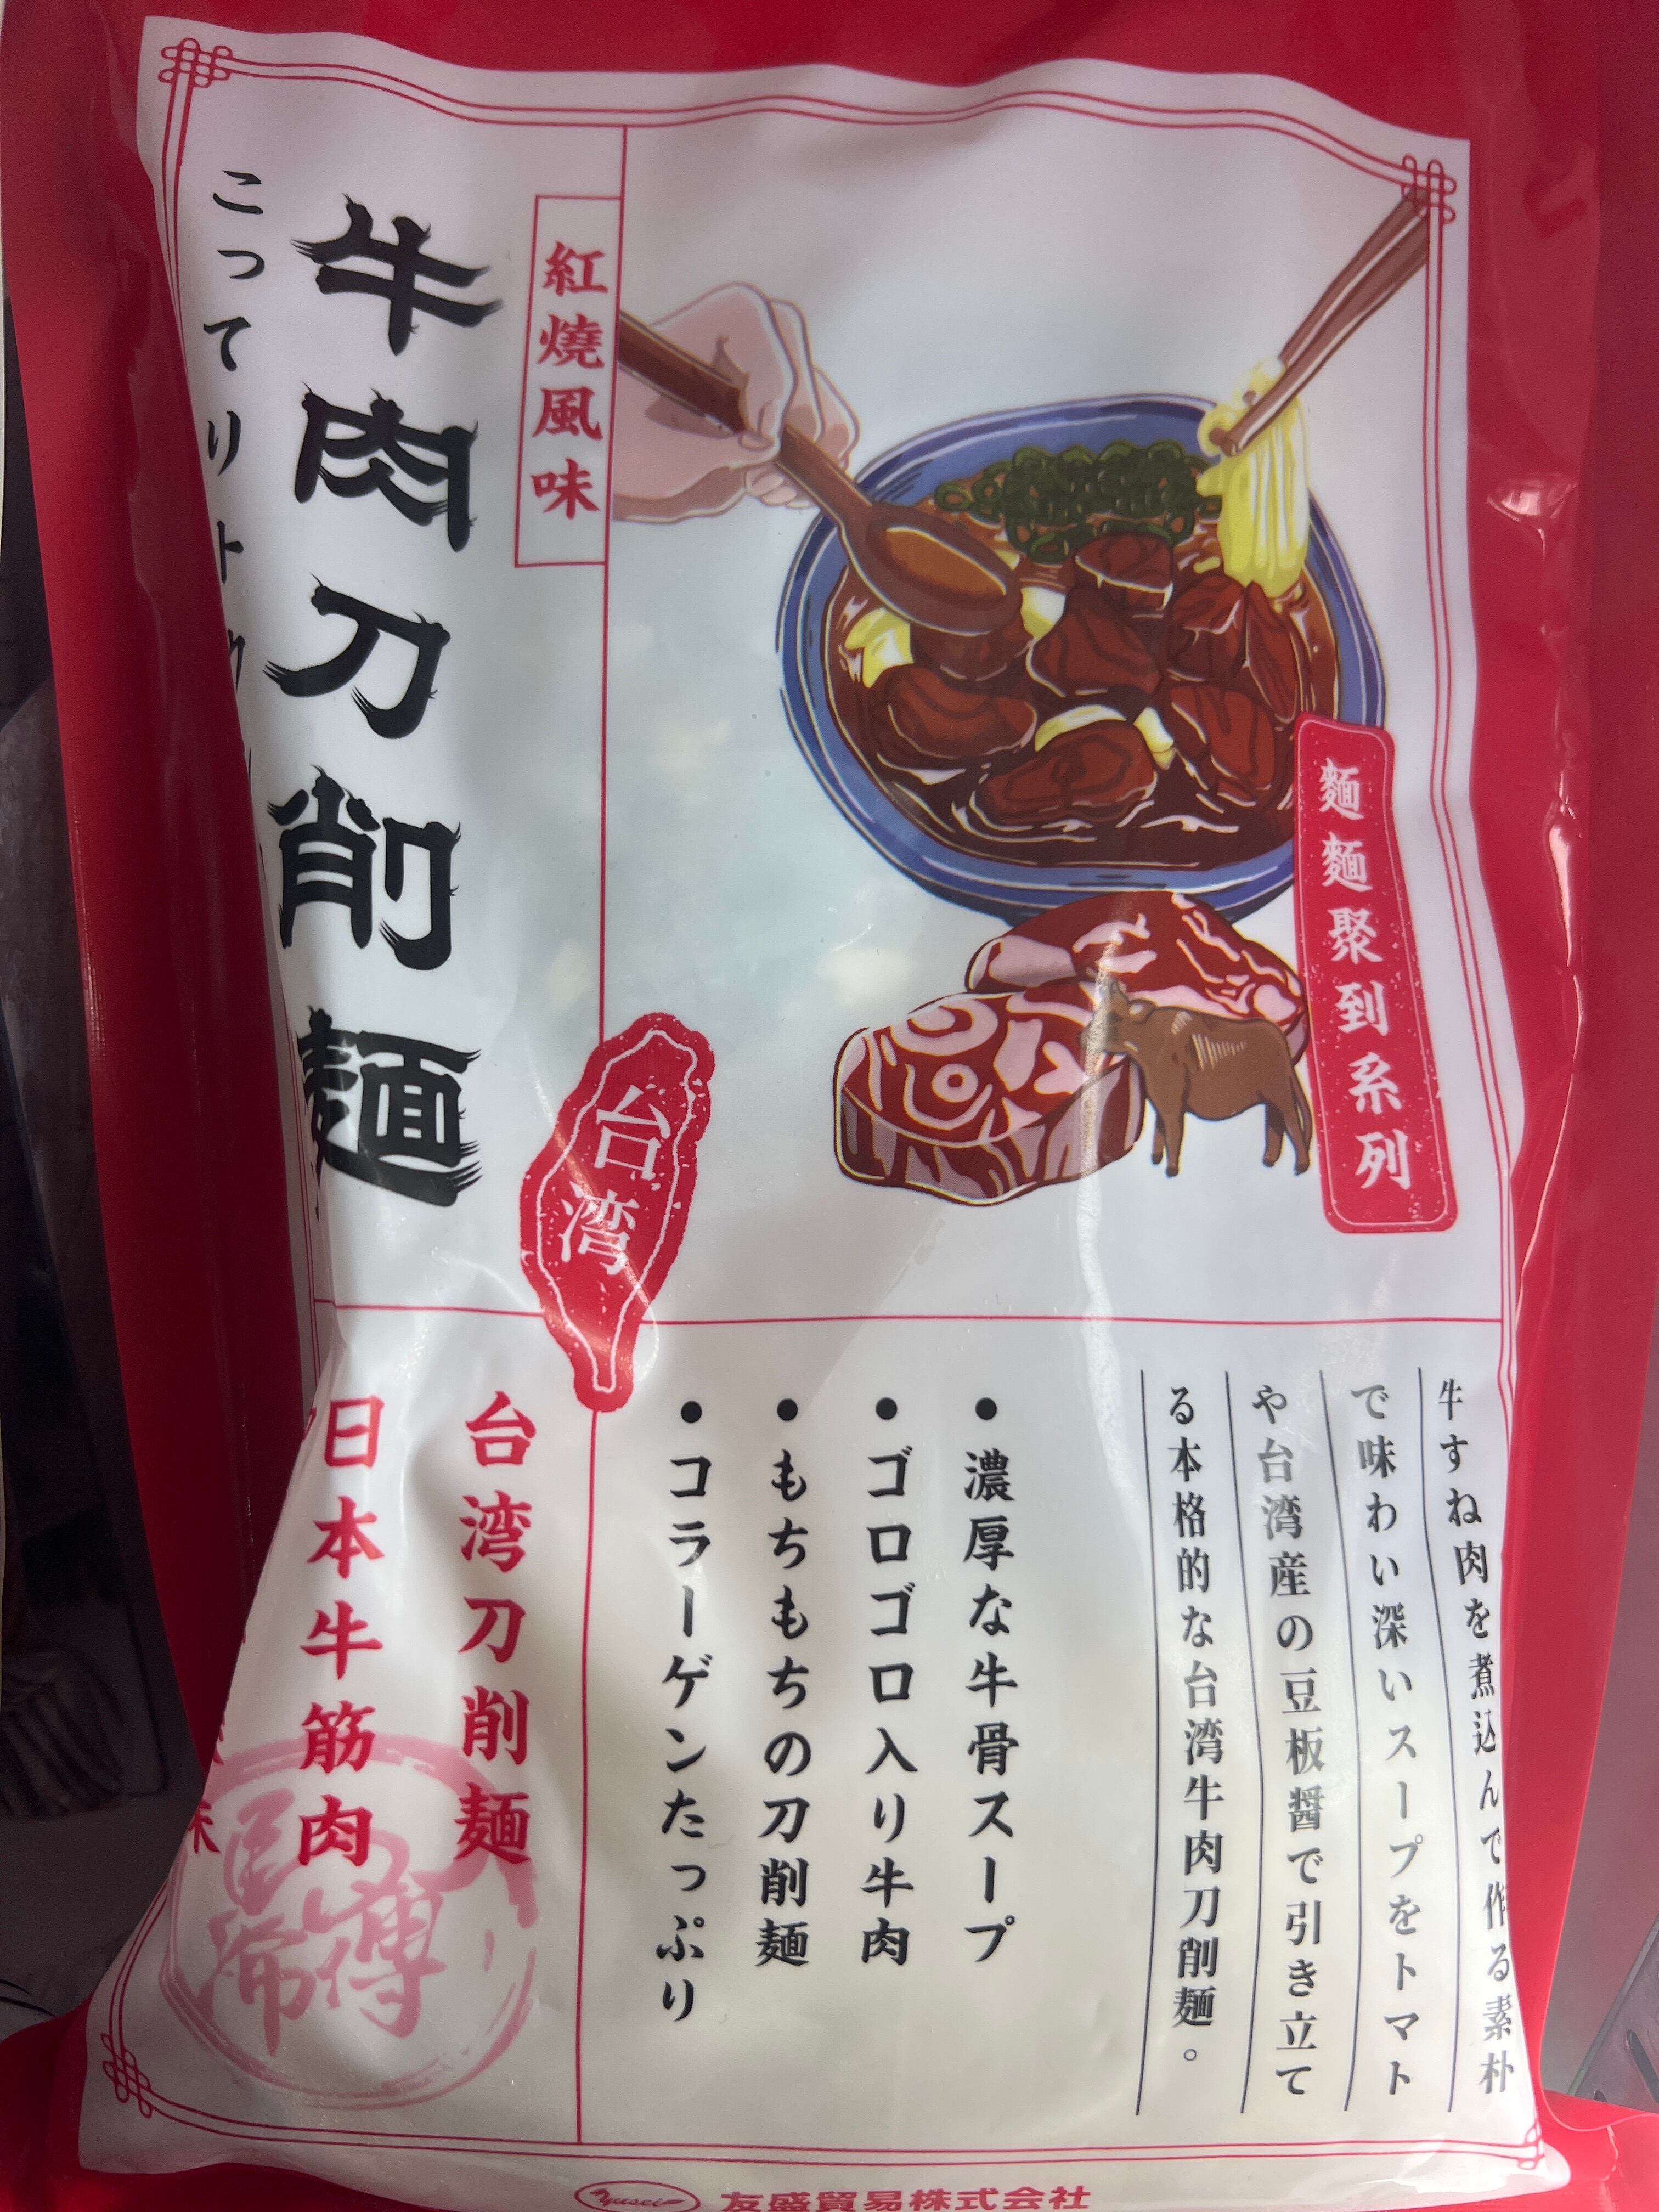 麵麵聚到系列
紅燒風味
牛肉刀削麺
こってりト
台湾
牛すね肉を煮込んで作る素朴
で味わい深いスープをトマト
や台湾産の豆板醤で引き立て
る本格的な台湾牛肉刀削麺。
●濃厚な牛骨スープ
●ゴロゴロ入り牛肉
●もちもちの刀削麺
●コラーゲンたっぷり
台湾刀削麺
日本牛筋肉
味
Yusei
友盛貿易株式会社